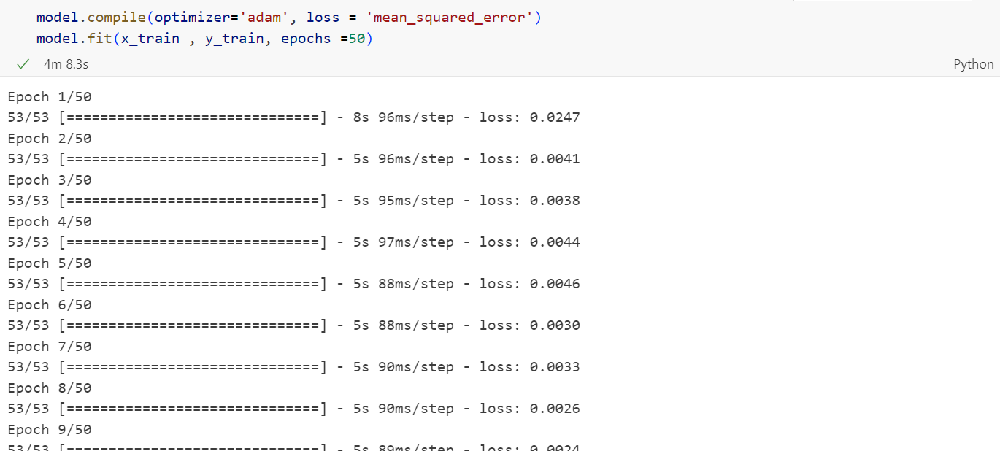 model.compile(optimizer='adam', loss = 'mean_squared_error')
model.fit(x_train , y_train, epochs =50)
4m 8.3s
Python
Epoch 1/50
53/53 [==============================] - 8s 96ms/step - loss: 0.0247
Epoch 2/50
53/53 [==============================] - 5s 96ms/step - loss: 0.0041
Epoch 3/50
53/53 [==============================] - 5s 95ms/step - loss: 0.0038
Epoch 4/50
53/53 [==============================] - 5s 97ms/step - loss: 0.0044
Epoch 5/50
53/53 [==============================] - 5s 88ms/step - loss: 0.0046
Epoch 6/50
53/53 [==============================] - 5s 88ms/step - loss: 0.0030
Epoch 7/50
53/53 [==============================] - 5s 90ms/step - loss: 0.0033
Epoch 8/50
53/53 [==============================] - 5s 90ms/step - loss: 0.0026
Epoch 9/50
53/53 [==============================] - 5s 89ms/step - loss: 0.0024